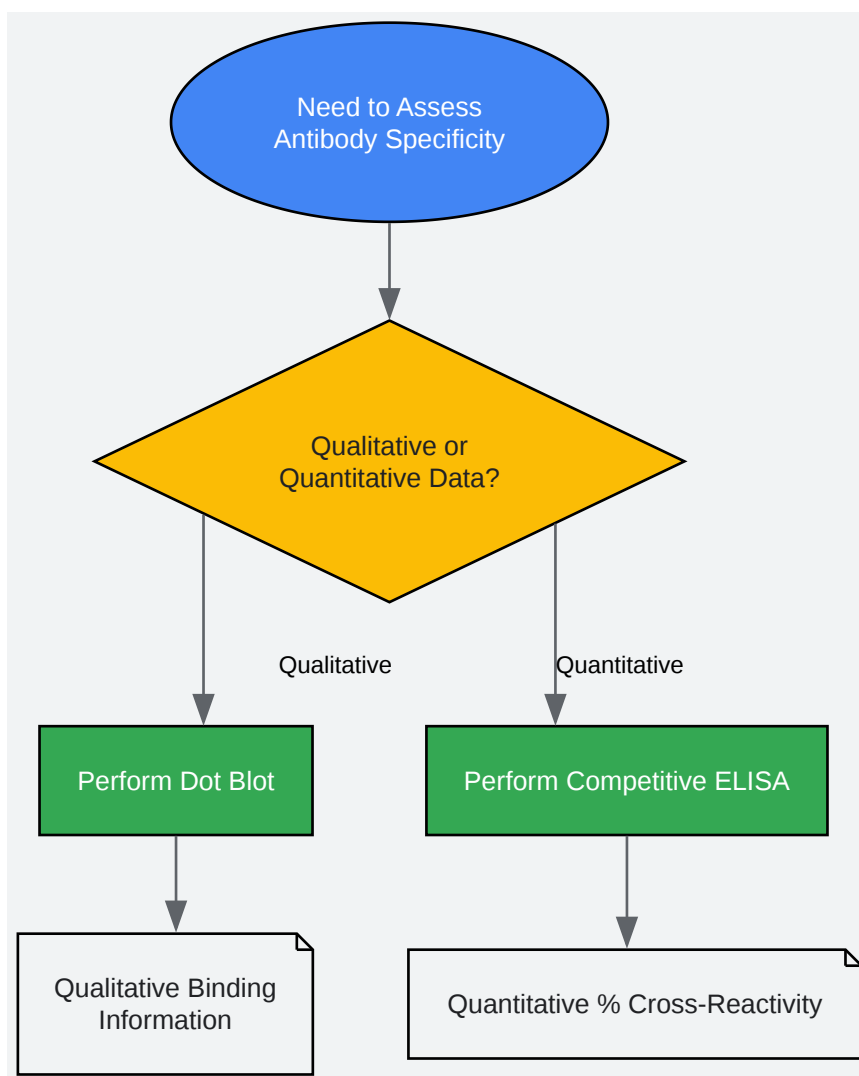 Need to Assess
Antibody Specificity
Qualitative or
Quantitative Data?
Qualitative
Quantitative
Perform Dot Blot
Perform Competitive ELISA
Qualitative Binding
Information
Quantitative % Cross-Reactivity